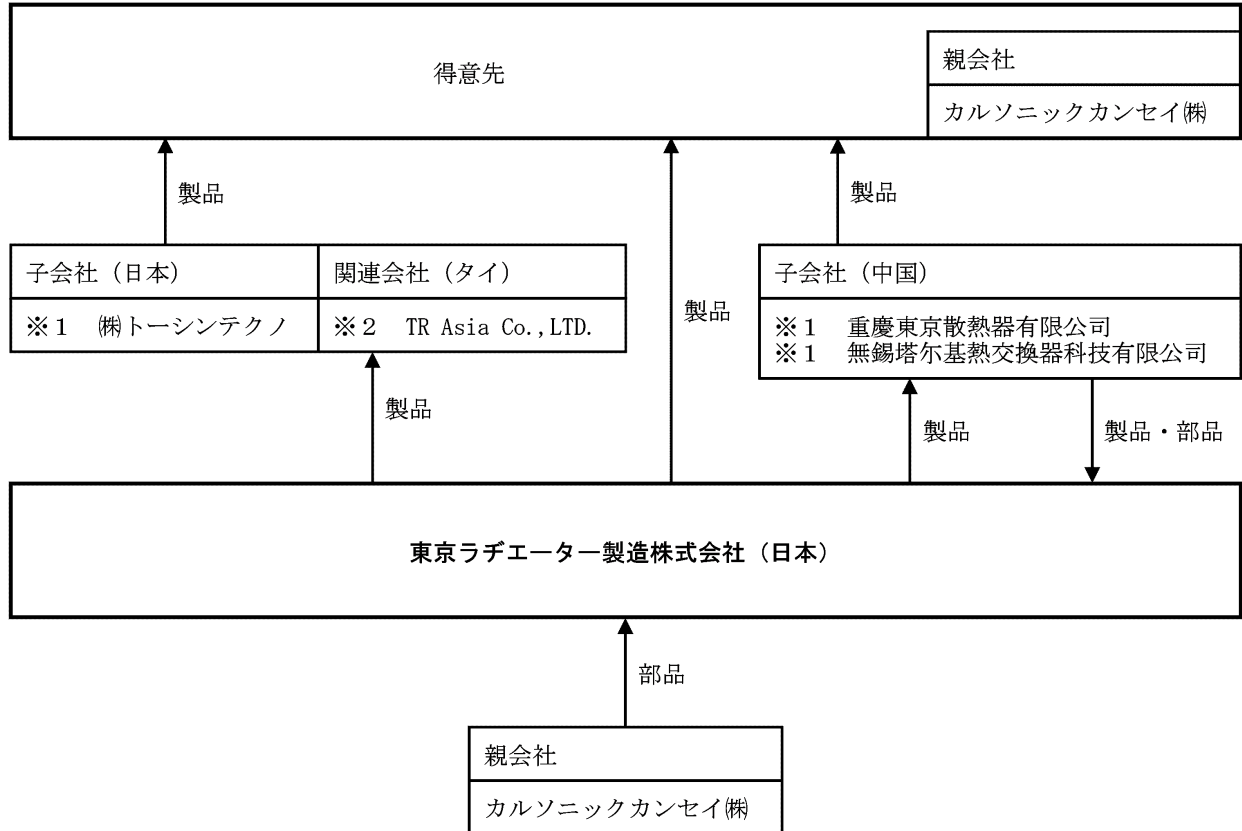 得意先
親会社
カルソニックカンセイ㈱
製品
製品
子会社（日本）
関連会社（タイ）
子会社（中国）
※１　㈱トーシンテクノ
※２　TR Asia Co.,LTD.
製品
※１　重慶東京散熱器有限公司
※１　無錫塔尓基熱交換器科技有限公司
製品
製品
製品・部品
東京ラヂエーター製造株式会社（日本）
部品
親会社
カルソニックカンセイ㈱